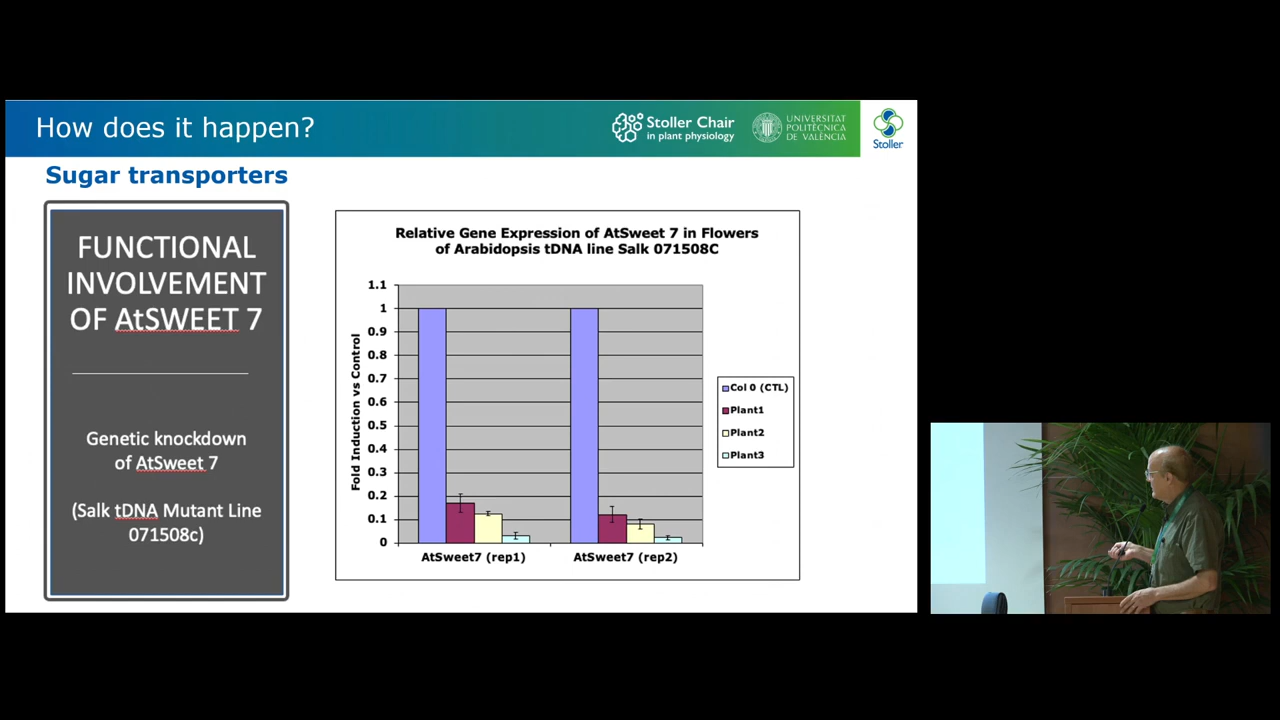 How does it happen?
Stoller Chair
in plant physiology
UNIVERSITAT
POLITÈCNICA
DE VALÈNCIA
Stoller
Sugar transporters
FUNCTIONAL
INVOLVEMENT
OF AtSWEET 7
Genetic knockdown
of AtSweet 7
(Salk tDNA Mutant Line
071508c)
Relative Gene Expression of AtSweet 7 in Flowers
of Arabidopsis tDNA line Salk 071508C
Fold Induction vs Control
1.1
1
0.9
0.8
0.7
0.6
0.5
0.4
0.3
0.2
0.1
0
AtSweet7 (rep1)
AtSweet7 (rep2)
Col 0 (CTL)
Plant1
Plant2
Plant3